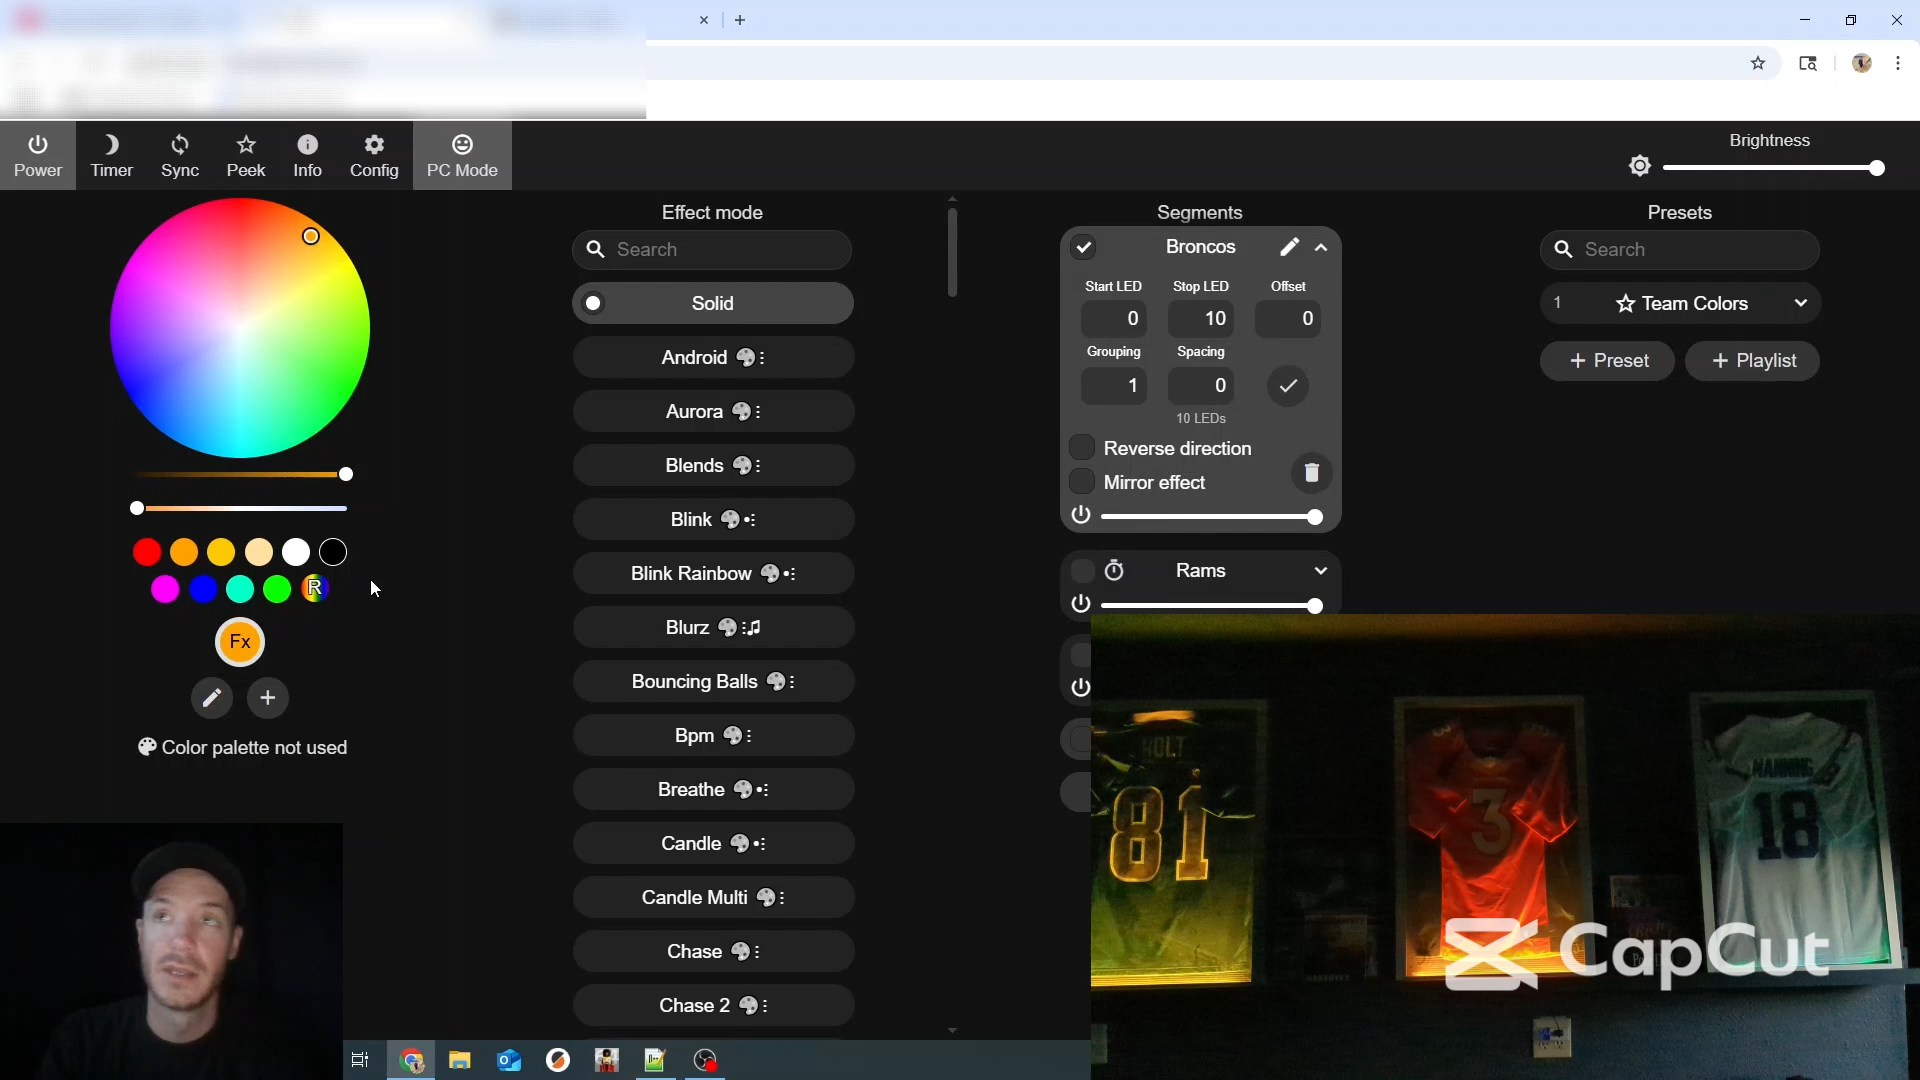 Power
Timer
Sync
Peek
Info
Config
PC Mode
Brightness
Effect mode
Search
Solid
Android
Aurora
Blends
Blink
Blink Rainbow
Blurz
Bouncing Balls
Bpm
Breathe
Candle
Candle Multi
Chase
Chase 2
R
Fx
Color palette not used
Segments
Broncos
Start LED Stop LED Offset
0 10 0
Grouping Spacing
1 0
10 LEDs
Reverse direction
Mirror effect
Rams
Presets
Search
1 Team Colors
+ Preset + Playlist
HOLT
81
3
MANNING
18
CapCut